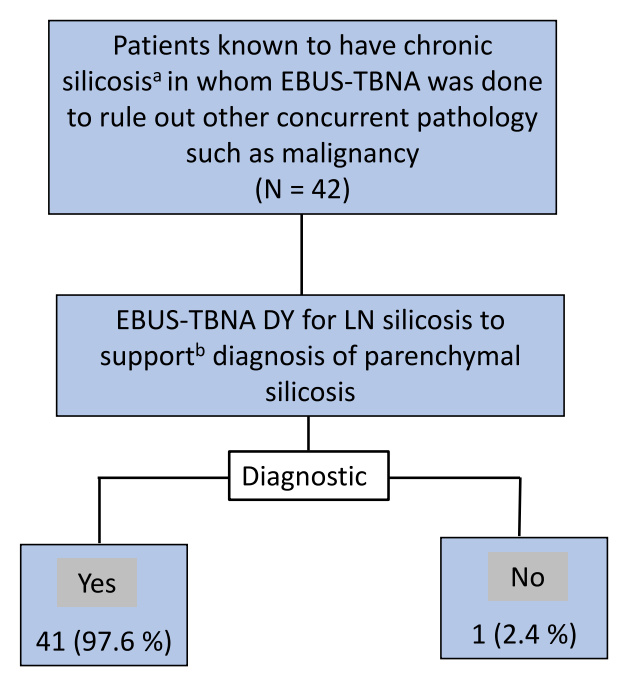 Patients known to have chronic
silicosisᵃ in whom EBUS-TBNA was done
to rule out other concurrent pathology
such as malignancy
(N = 42)
EBUS-TBNA DY for LN silicosis to
supportᵇ diagnosis of parenchymal
silicosis
Diagnostic
Yes
41 (97.6 %)
No
1 (2.4 %)